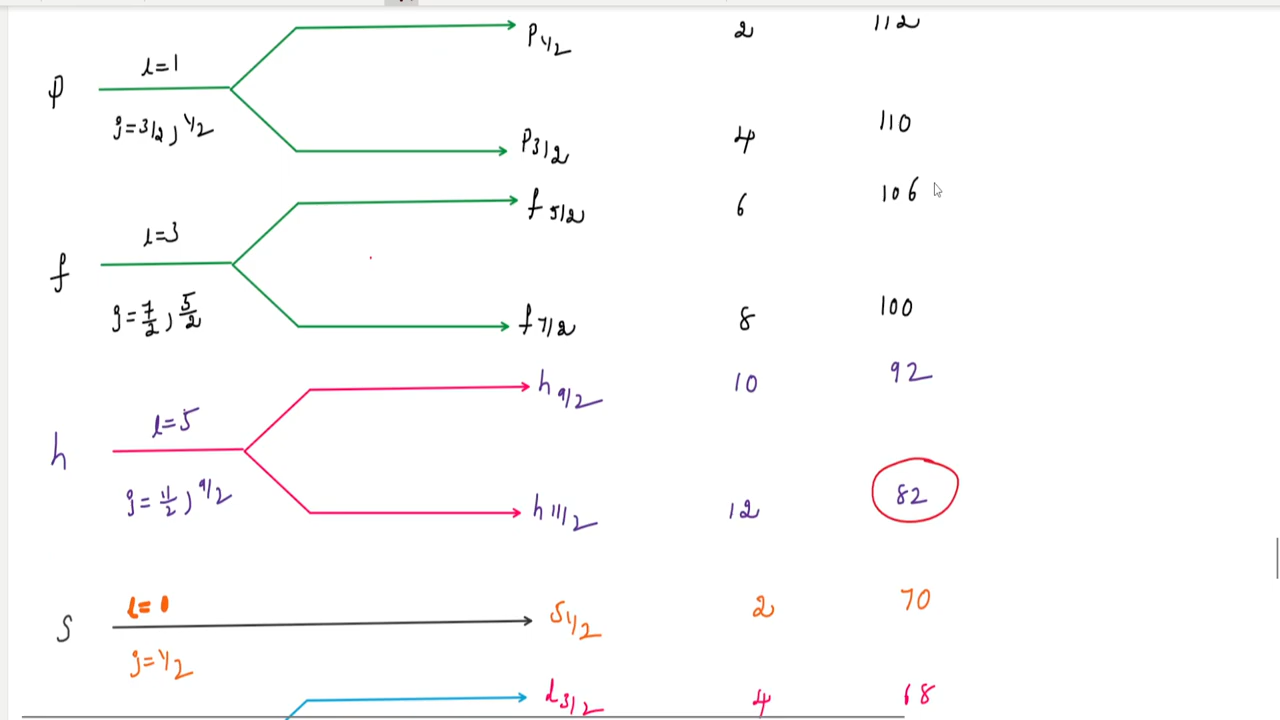 P1/2 2 112
p l=1
j=3/2, 1/2
P3/2 4 110
f5/2 6 106
l=3
f
j=7/2, 5/2
f7/2 8 100
h9/2 10 92
l=5
h
j=11/2, 9/2
h11/2 12 82
l=0
S S1/2 2 70
j=1/2
d3/2 4 68